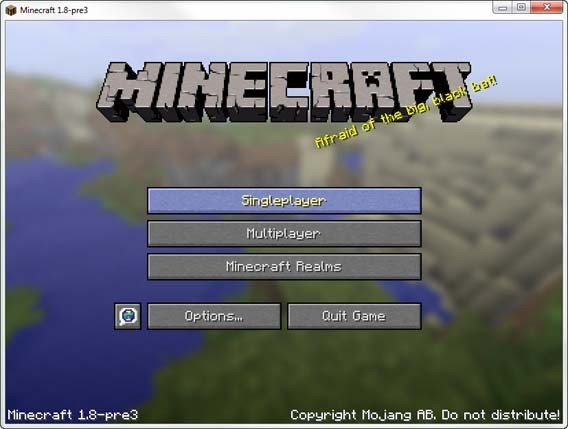 Minecraft 1.8-pre3
MINECRAFT
Afraid of the big, black bat!
Singleplayer
Multiplayer
Minecraft Realms
Options...
Quit Game
Minecraft 1.8-pre3
Copyright Mojang AB. Do not distribute!